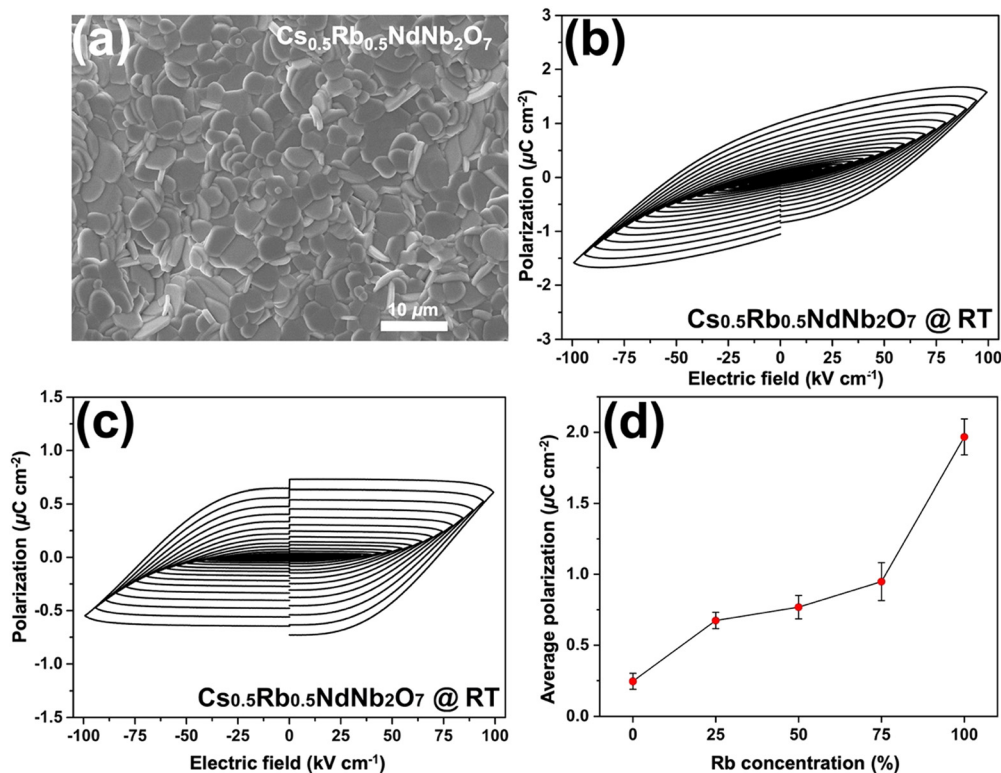 (a)
Cs0.5Rb0.5NdNb2O7
10 µm
(b)
3
2
1
0
-1
-2
-3
Polarization (µC cm-2)
Cs0.5Rb0.5NdNb2O7 @ RT
-100 -75 -50 -25 0 25 50 75 100
Electric field (kV cm-1)
(c)
1.5
1.0
0.5
0.0
-0.5
-1.0
-1.5
Polarization (µC cm-2)
Cs0.5Rb0.5NdNb2O7 @ RT
-100 -75 -50 -25 0 25 50 75 100
Electric field (kV cm-1)
(d)
2.0
1.5
1.0
0.5
0.0
Average polarization (µC cm-2)
0 25 50 75 100
Rb concentration (%)